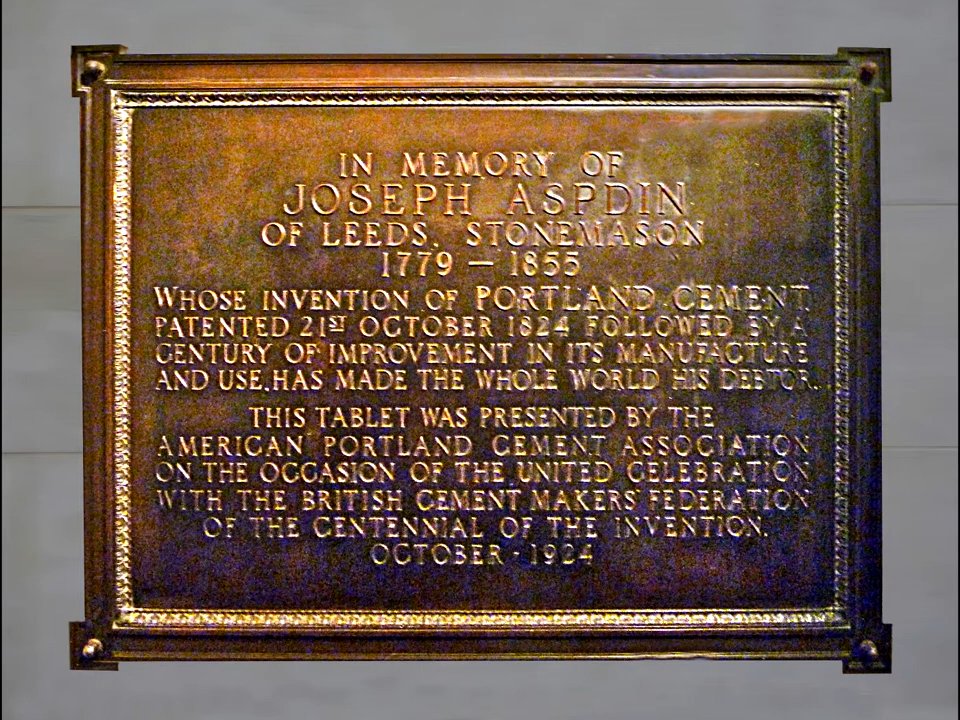 IN MEMORY OF
JOSEPH ASPDIN
OF LEEDS. STONEMASON
1779 — 1855
WHOSE INVENTION OF PORTLAND CEMENT,
PATENTED 21ST OCTOBER 1824 FOLLOWED BY A
CENTURY OF IMPROVEMENT IN ITS MANUFACTURE
AND USE, HAS MADE THE WHOLE WORLD HIS DEBTOR.
THIS TABLET WAS PRESENTED BY THE
AMERICAN PORTLAND CEMENT ASSOCIATION
ON THE OCCASION OF THE UNITED CELEBRATION
WITH THE BRITISH CEMENT MAKERS' FEDERATION
OF THE CENTENNIAL OF THE INVENTION.
OCTOBER · 1924